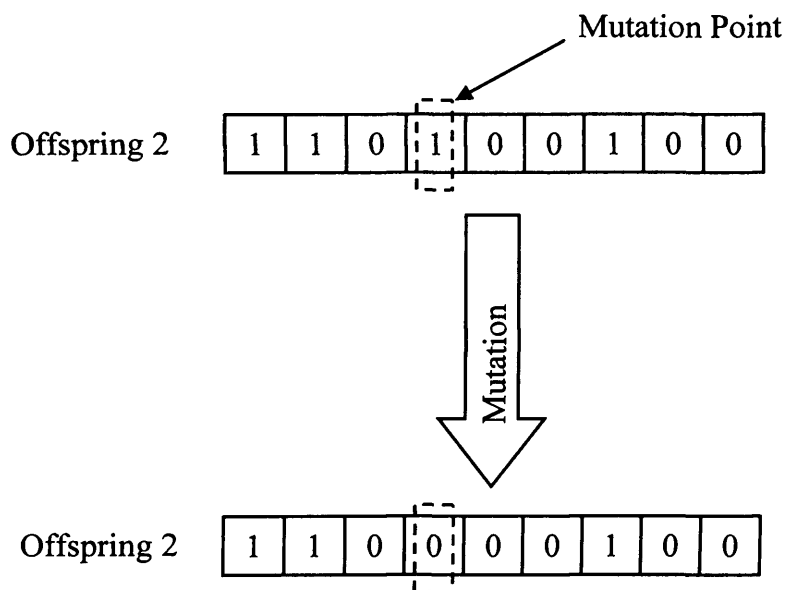 Mutation Point
Offspring 2 1 1 0 1 0 0 1 0 0
Mutation
Offspring 2 1 1 0 0 0 0 1 0 0